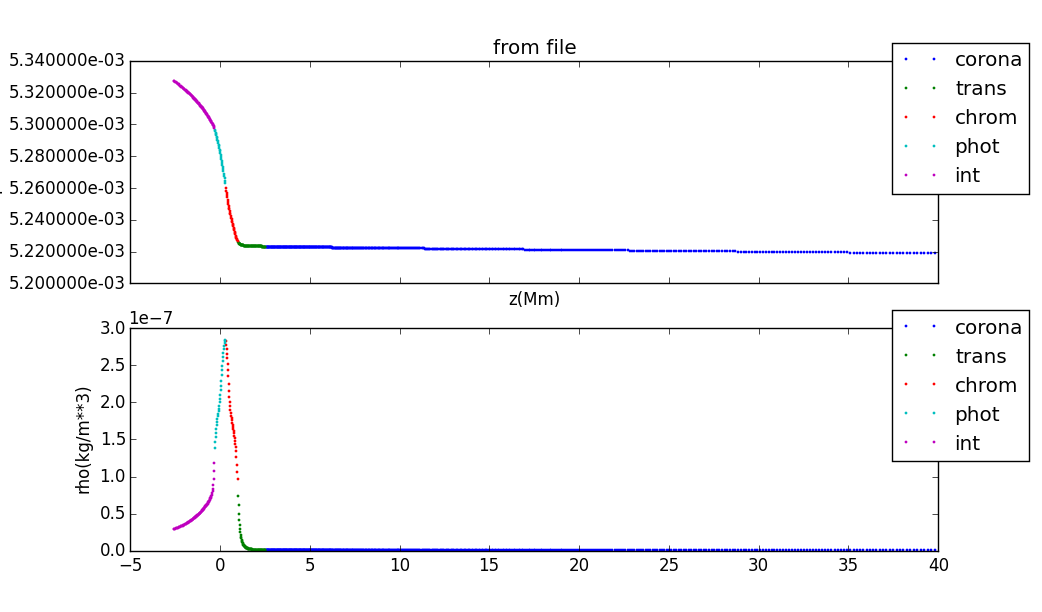 from file
5.340000e-03
5.320000e-03
5.300000e-03
5.280000e-03
5.260000e-03
5.240000e-03
5.220000e-03
5.200000e-03
corona
trans
chrom
phot
int
z(Mm)
1e−7
3.0
2.5
2.0
1.5
1.0
0.5
0.0
rho(kg/m**3)
corona
trans
chrom
phot
int
−5 0 5 10 15 20 25 30 35 40